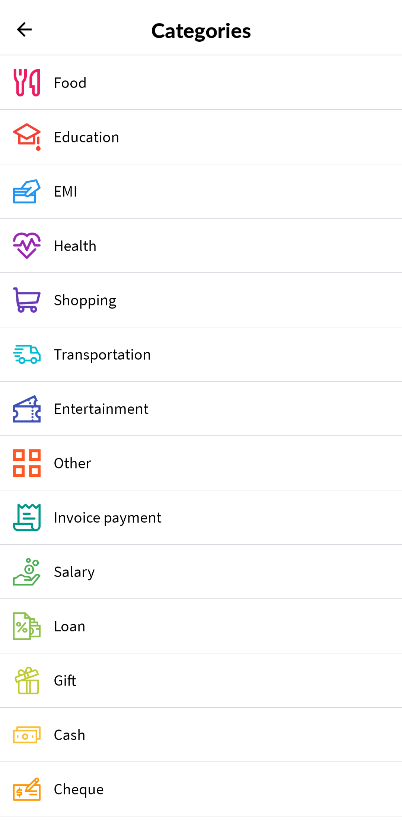 Categories
Food
Education
EMI
Health
Shopping
Transportation
Entertainment
Other
Invoice payment
Salary
Loan
Gift
Cash
Cheque